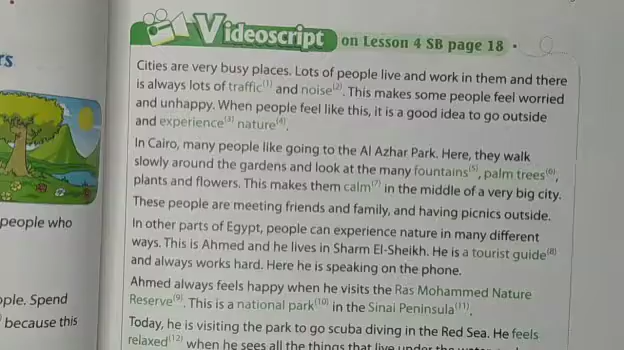 Videoscript on Lesson 4 SB page 18 •
Cities are very busy places. Lots of people live and work in them and there
is always lots of traffic(1) and noise(2). This makes some people feel worried
and unhappy. When people feel like this, it is a good idea to go outside
and experience(3) nature(4).
In Cairo, many people like going to the Al Azhar Park. Here, they walk
slowly around the gardens and look at the many fountains(5), palm trees(6),
plants and flowers. This makes them calm(7) in the middle of a very big city.
These people are meeting friends and family, and having picnics outside.
In other parts of Egypt, people can experience nature in many different
ways. This is Ahmed and he lives in Sharm El-Sheikh. He is a tourist guide(8)
and always works hard. Here he is speaking on the phone.
Ahmed always feels happy when he visits the Ras Mohammed Nature
Reserve(9). This is a national park(10) in the Sinai Peninsula(11).
Today, he is visiting the park to go scuba diving in the Red Sea. He feels
relaxed(12) when he sees all the things that live under the water
rs
people who
ople. Spend
because this